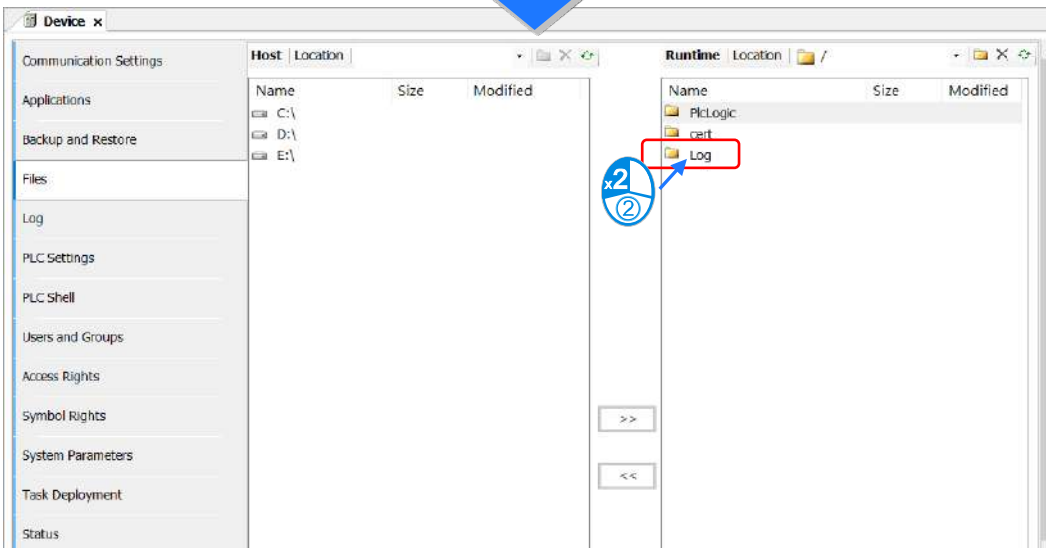 Device x
Communication Settings
Applications
Backup and Restore
Files
Log
PLC Settings
PLC Shell
Users and Groups
Access Rights
Symbol Rights
System Parameters
Task Deployment
Status
Host Location
Name Size Modified
C:\
D:\
E:\
x2
②
>>
<<
Runtime Location /
Name Size Modified
PlcLogic
cert
Log